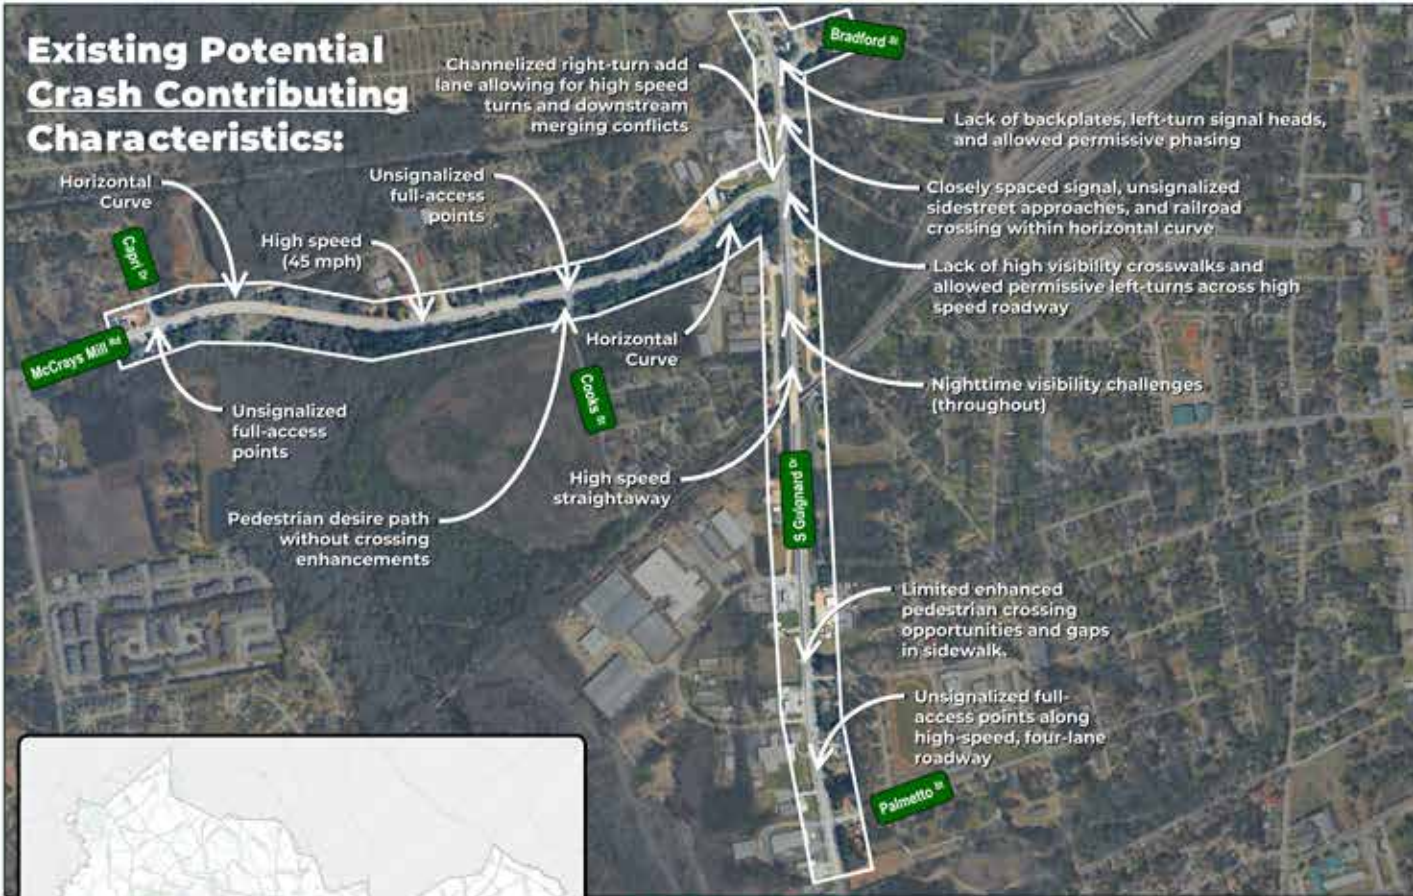 Existing Potential
Crash Contributing
Characteristics:
Channelized right-turn add
lane allowing for high speed
turns and downstream
merging conflicts
Bradford St
Lack of backplates, left-turn signal heads,
and allowed permissive phasing
Horizontal
Curve
Unsignalized
full-access
points
Closely spaced signal, unsignalized
sidestreet approaches, and railroad
crossing within horizontal curve
Capri Dr
High speed
(45 mph)
Lack of high visibility crosswalks and
allowed permissive left-turns across high
speed roadway
McCrays Mill Rd
Horizontal
Curve
Cooks St
Nighttime visibility challenges
(throughout)
Unsignalized
full-access
points
High speed
straightaway
S Guignard Dr
Pedestrian desire path
without crossing
enhancements
Limited enhanced
pedestrian crossing
opportunities and gaps
in sidewalk.
Unsignalized full-
access points along
high-speed, four-lane
roadway
Palmetto St